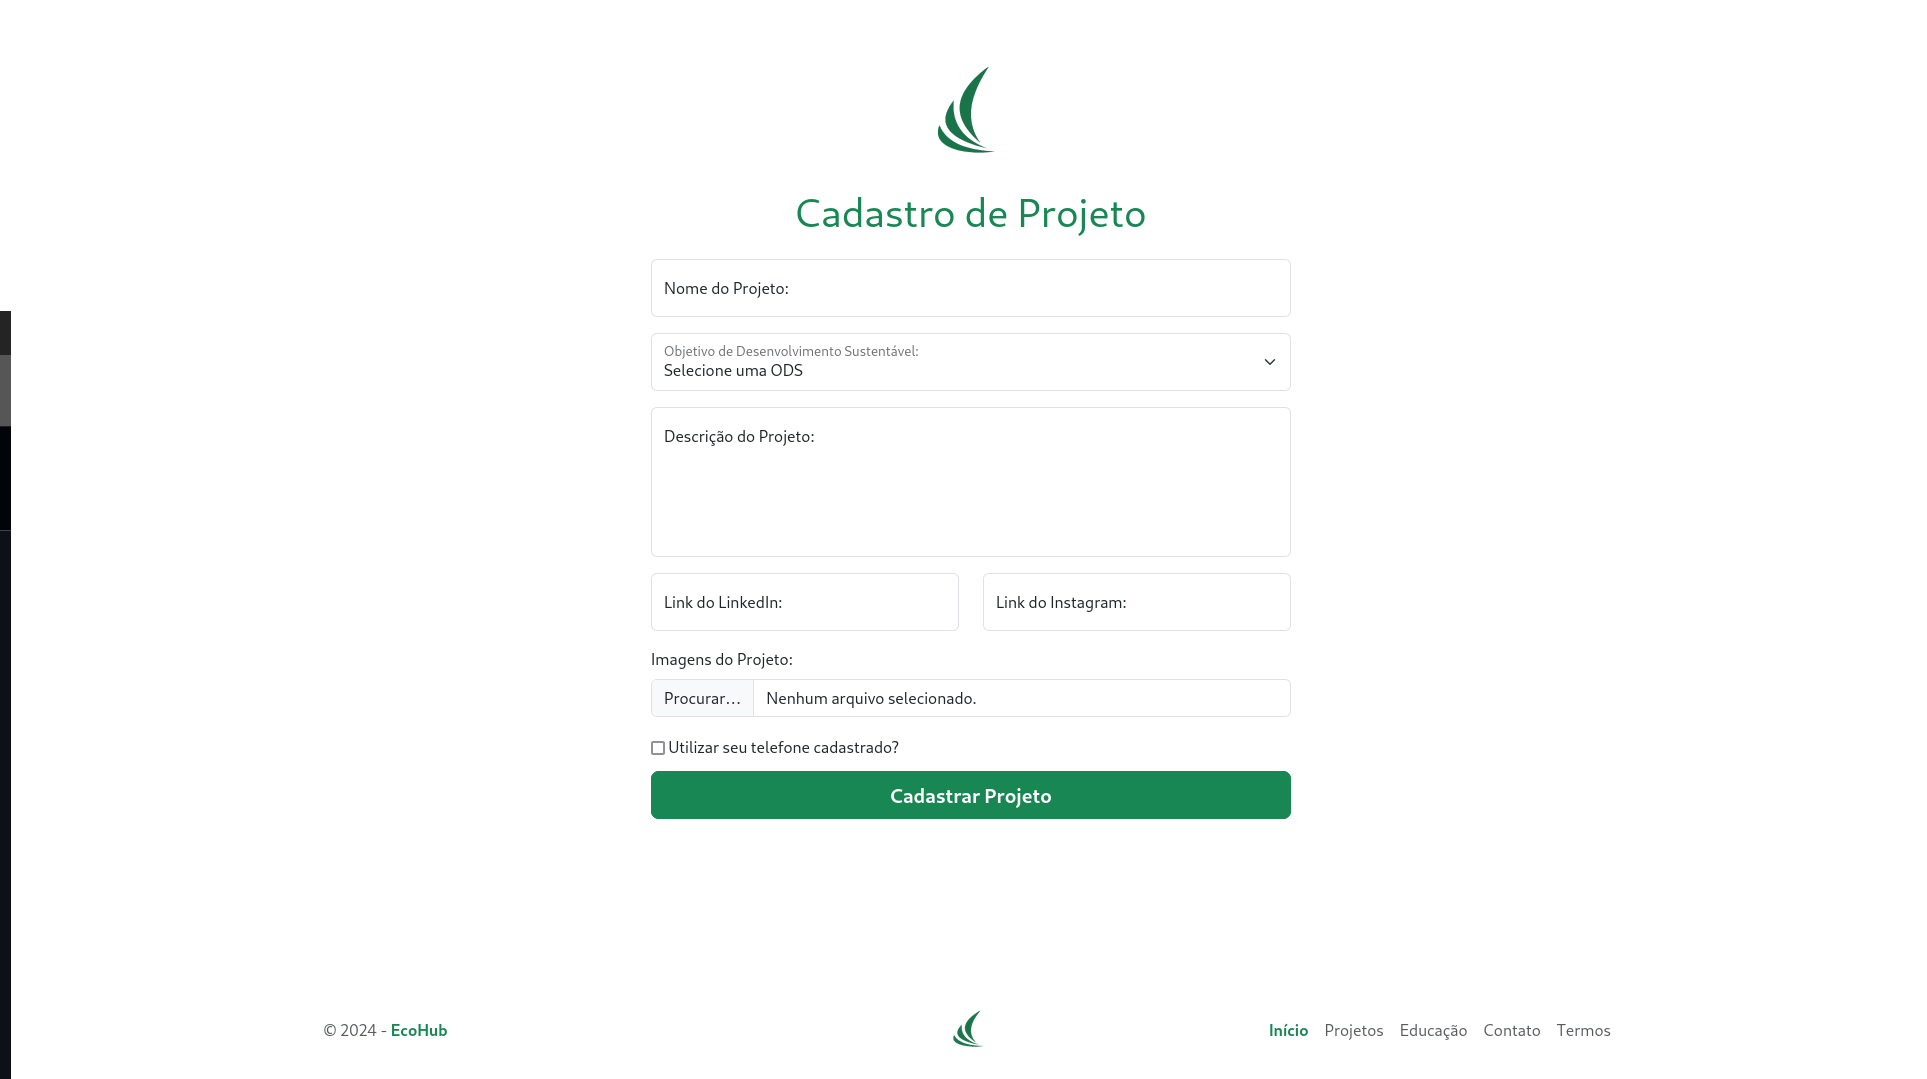 Cadastro de Projeto
Nome do Projeto:
Objetivo de Desenvolvimento Sustentável:
Selecione uma ODS
Descrição do Projeto:
Link do LinkedIn:
Link do Instagram:
Imagens do Projeto:
Procurar...
Nenhum arquivo selecionado.
Utilizar seu telefone cadastrado?
Cadastrar Projeto
© 2024 - EcoHub
Início Projetos Educação Contato Termos